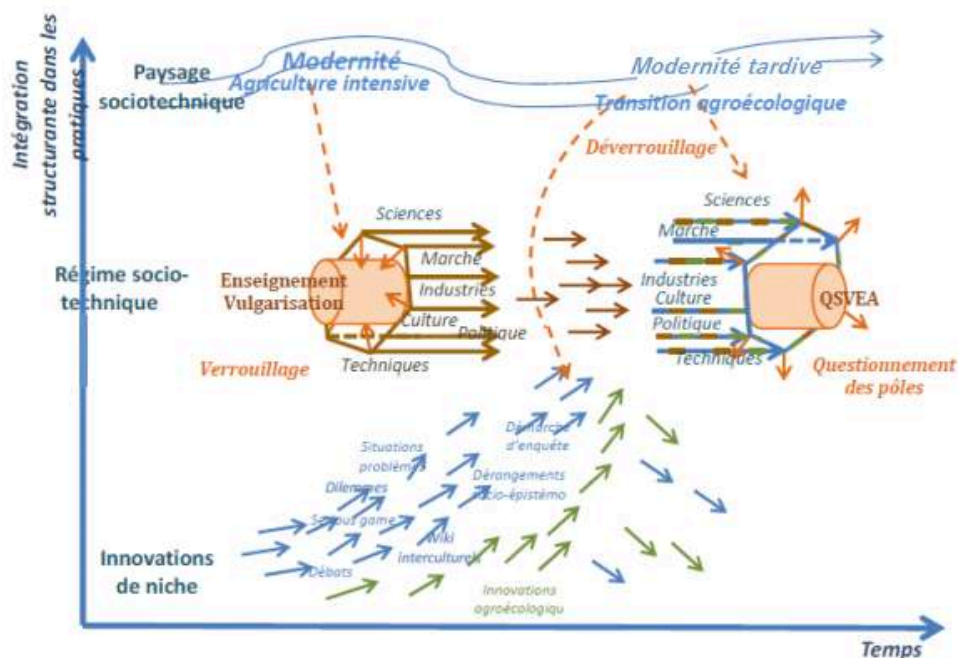 Intégration
structurante dans les
pratiques
Paysage
sociotechnique
Modernité
Agriculture intensive
Modernité tardive
Transition agroécologique
Déverrouillage
Régime socio-
technique
Sciences
Marché
Industries
Culture
Politique
Techniques
Enseignement
Vulgarisation
Verrouillage
Sciences
Marché
Industries
Culture
Politique
Techniques
QSVEA
Questionnement
des pôles
Situations
problèmes
Dilemmes
Serious game
Débats
Démarche
d'enquête
Dérangements
socio-épistémo
Wiki
interculturels
Innovations
agroécologiqu
Innovations
de niche
Temps